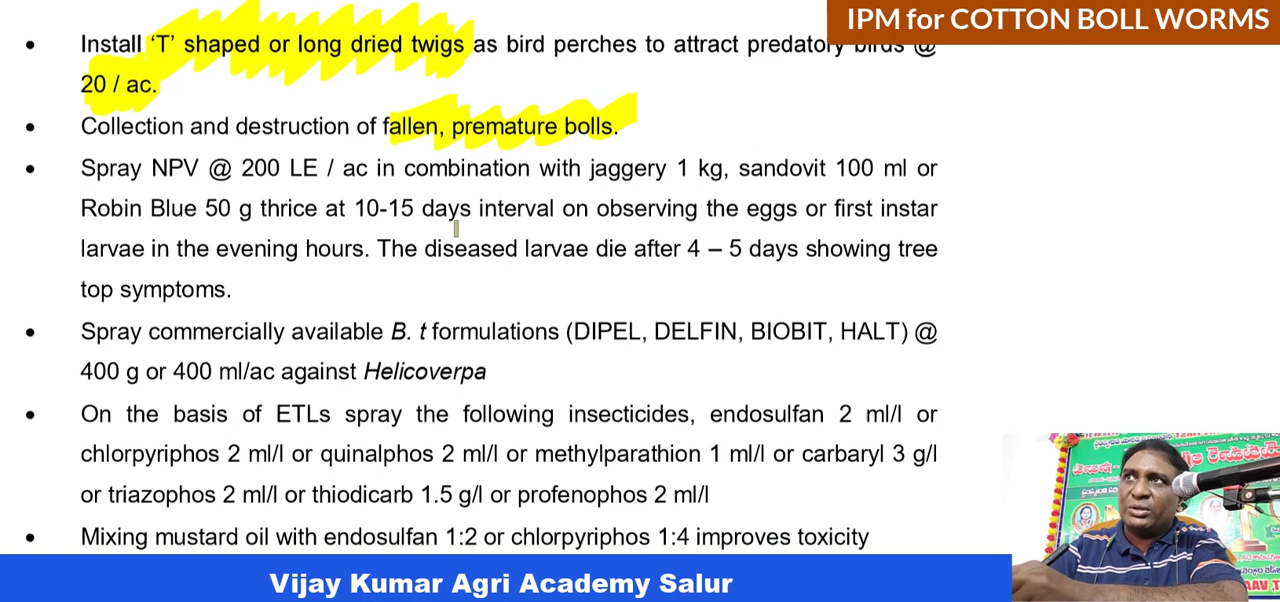 IPM for COTTON BOLL WORMS
• Install ‘T’ shaped or long dried twigs as bird perches to attract predatory birds @
20 / ac.
• Collection and destruction of fallen, premature bolls.
• Spray NPV @ 200 LE / ac in combination with jaggery 1 kg, sandovit 100 ml or
Robin Blue 50 g thrice at 10-15 days interval on observing the eggs or first instar
larvae in the evening hours. The diseased larvae die after 4 – 5 days showing tree
top symptoms.
• Spray commercially available B. t formulations (DIPEL, DELFIN, BIOBIT, HALT) @
400 g or 400 ml/ac against Helicoverpa
• On the basis of ETLs spray the following insecticides, endosulfan 2 ml/l or
chlorpyriphos 2 ml/l or quinalphos 2 ml/l or methylparathion 1 ml/l or carbaryl 3 g/l
or triazophos 2 ml/l or thiodicarb 1.5 g/l or profenophos 2 ml/l
• Mixing mustard oil with endosulfan 1:2 or chlorpyriphos 1:4 improves toxicity
Vijay Kumar Agri Academy Salur